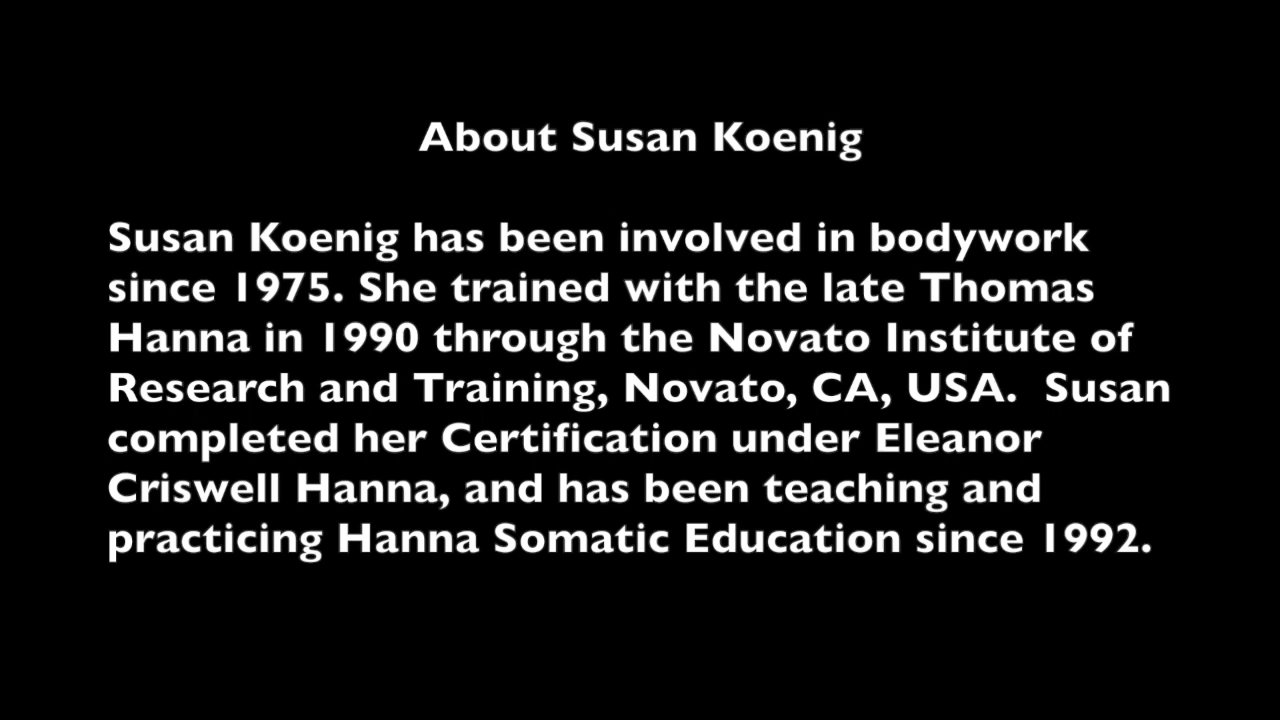 About Susan Koenig
Susan Koenig has been involved in bodywork
since 1975. She trained with the late Thomas
Hanna in 1990 through the Novato Institute of
Research and Training, Novato, CA, USA.  Susan
completed her Certification under Eleanor
Criswell Hanna, and has been teaching and
practicing Hanna Somatic Education since 1992.